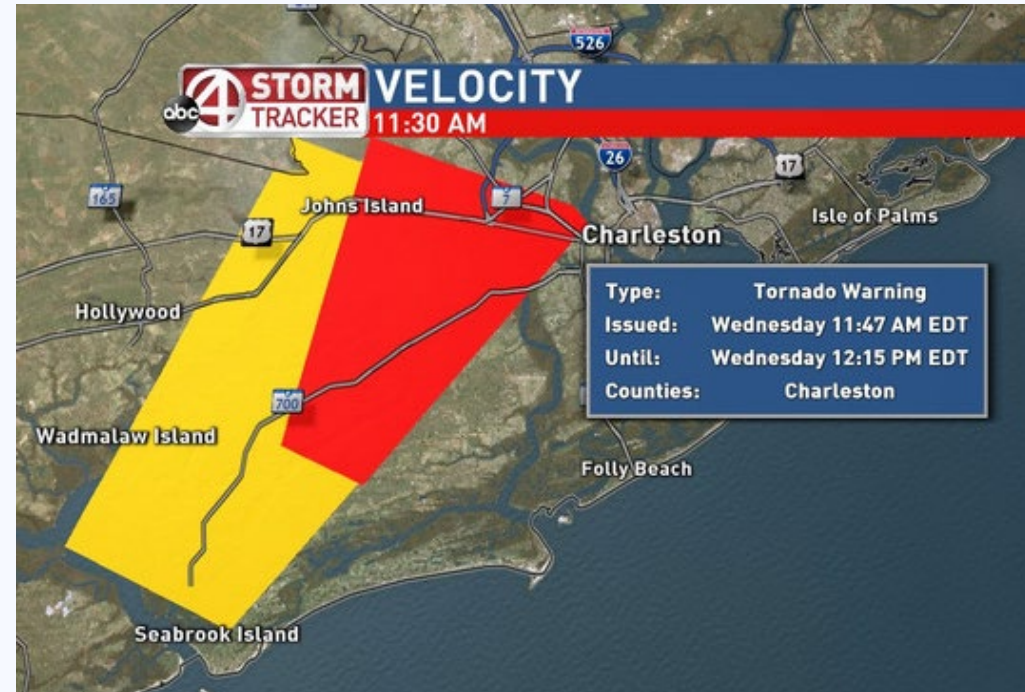 526
abc 4 STORM TRACKER
VELOCITY
11:30 AM
26
17
165
7
Johns Island
Isle of Palms
17
Charleston
Hollywood
Type: Tornado Warning
Issued: Wednesday 11:47 AM EDT
Until: Wednesday 12:15 PM EDT
Counties: Charleston
700
Wadmalaw Island
Folly Beach
Seabrook Island